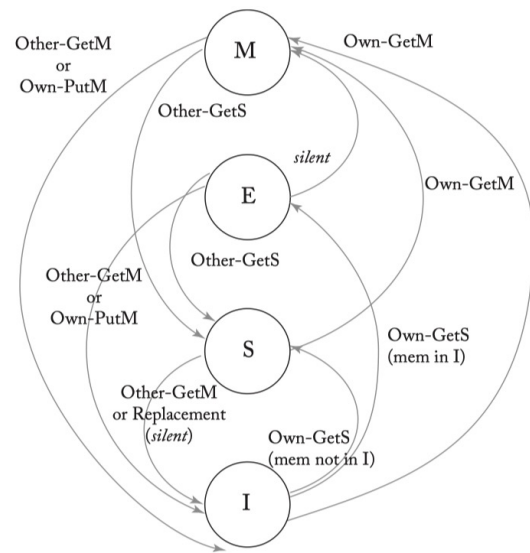 Other-GetM
or
Own-PutM
M
Own-GetM
Other-GetS
silent
E
Own-GetM
Other-GetS
Other-GetM
or
Own-PutM
S
Own-GetS
(mem in I)
Other-GetM
or Replacement
(silent)
Own-GetS
(mem not in I)
I